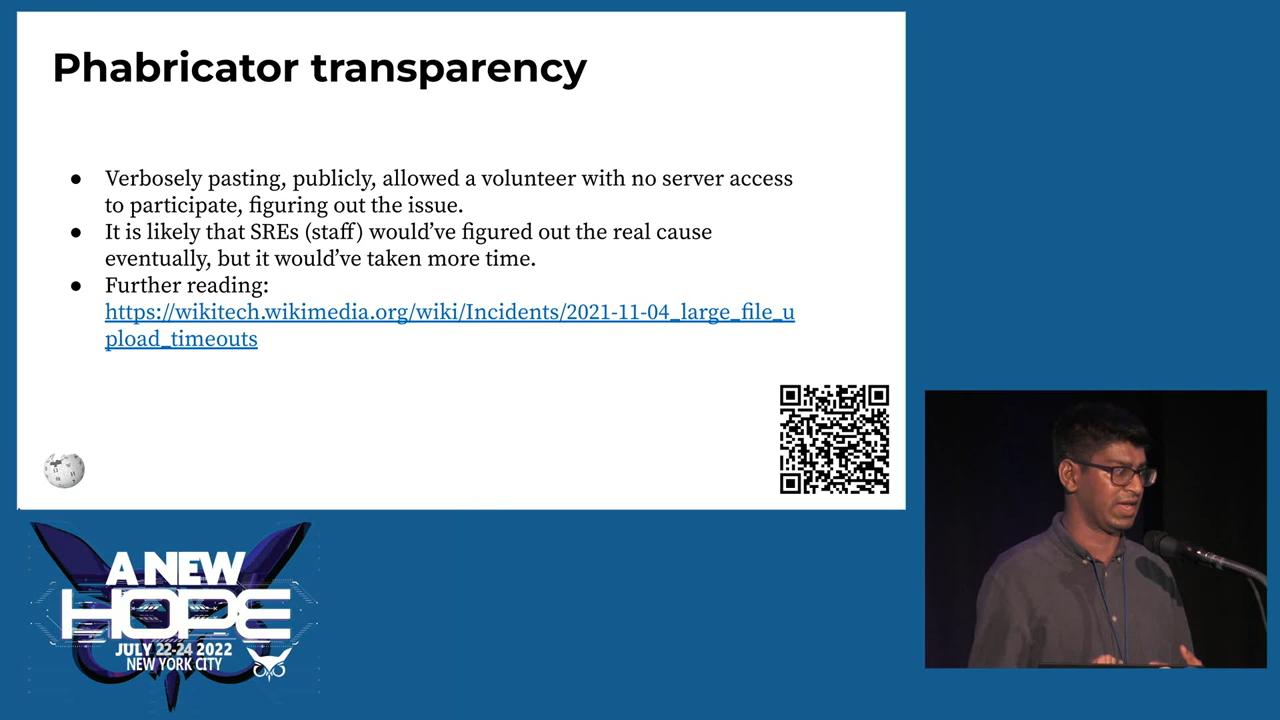 Phabricator transparency
● Verbosely pasting, publicly, allowed a volunteer with no server access
to participate, figuring out the issue.
● It is likely that SREs (staff) would’ve figured out the real cause
eventually, but it would’ve taken more time.
● Further reading:
https://wikitech.wikimedia.org/wiki/Incidents/2021-11-04_large_file_u
pload_timeouts
A NEW
HOPE
JULY 22-24 2022
NEW YORK CITY